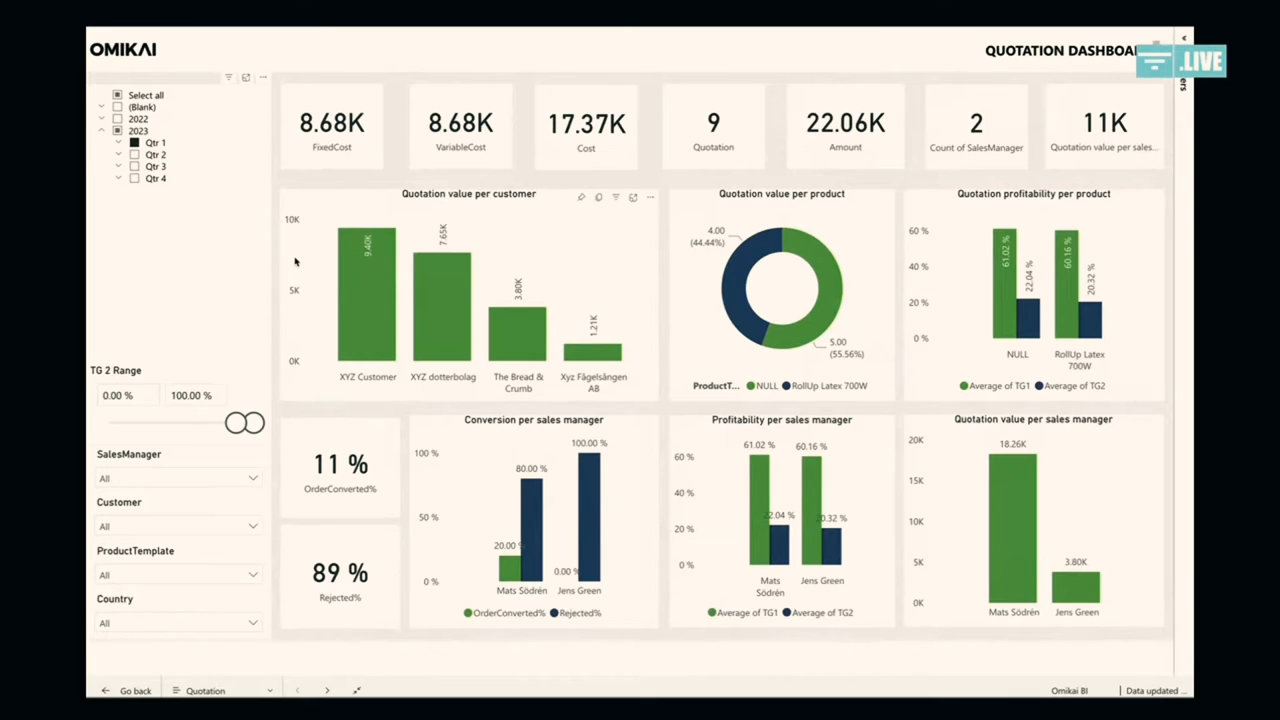 OMIKAI
QUOTATION DASHBOA
.LIVE
ers
Select all
(Blank)
2022
2023
Qtr 1
Qtr 2
Qtr 3
Qtr 4
8.68K
FixedCost
8.68K
VariableCost
17.37K
Cost
9
Quotation
22.06K
Amount
2
Count of SalesManager
11K
Quotation value per sales...
Quotation value per customer
10K
5K
0K
9.40K
7.65K
3.80K
1.21K
XYZ Customer
XYZ dotterbolag
The Bread &
Crumb
Xyz Fågelsången
AB
Quotation value per product
4.00
(44.44%)
5.00
(55.56%)
ProductT...
NULL
RollUp Latex 700W
Quotation profitability per product
60 %
40 %
20 %
0 %
61.02 %
22.04 %
60.16 %
20.32 %
NULL
RollUp Latex
700W
Average of TG1
Average of TG2
TG 2 Range
0.00 %
100.00 %
SalesManager
All
Customer
All
ProductTemplate
All
Country
All
11 %
OrderConverted%
89 %
Rejected%
Conversion per sales manager
100 %
50 %
0 %
20.00
80.00 %
0.00 %
100.00 %
Mats Södrén
Jens Green
OrderConverted%
Rejected%
Profitability per sales manager
60 %
40 %
20 %
0 %
61.02 %
22.04 %
60.16 %
20.32 %
Mats
Södrén
Jens Green
Average of TG1
Average of TG2
Quotation value per sales manager
20K
15K
10K
5K
0K
18.26K
3.80K
Mats Södrén
Jens Green
Go back
Quotation
Omikai BI
Data updated ...